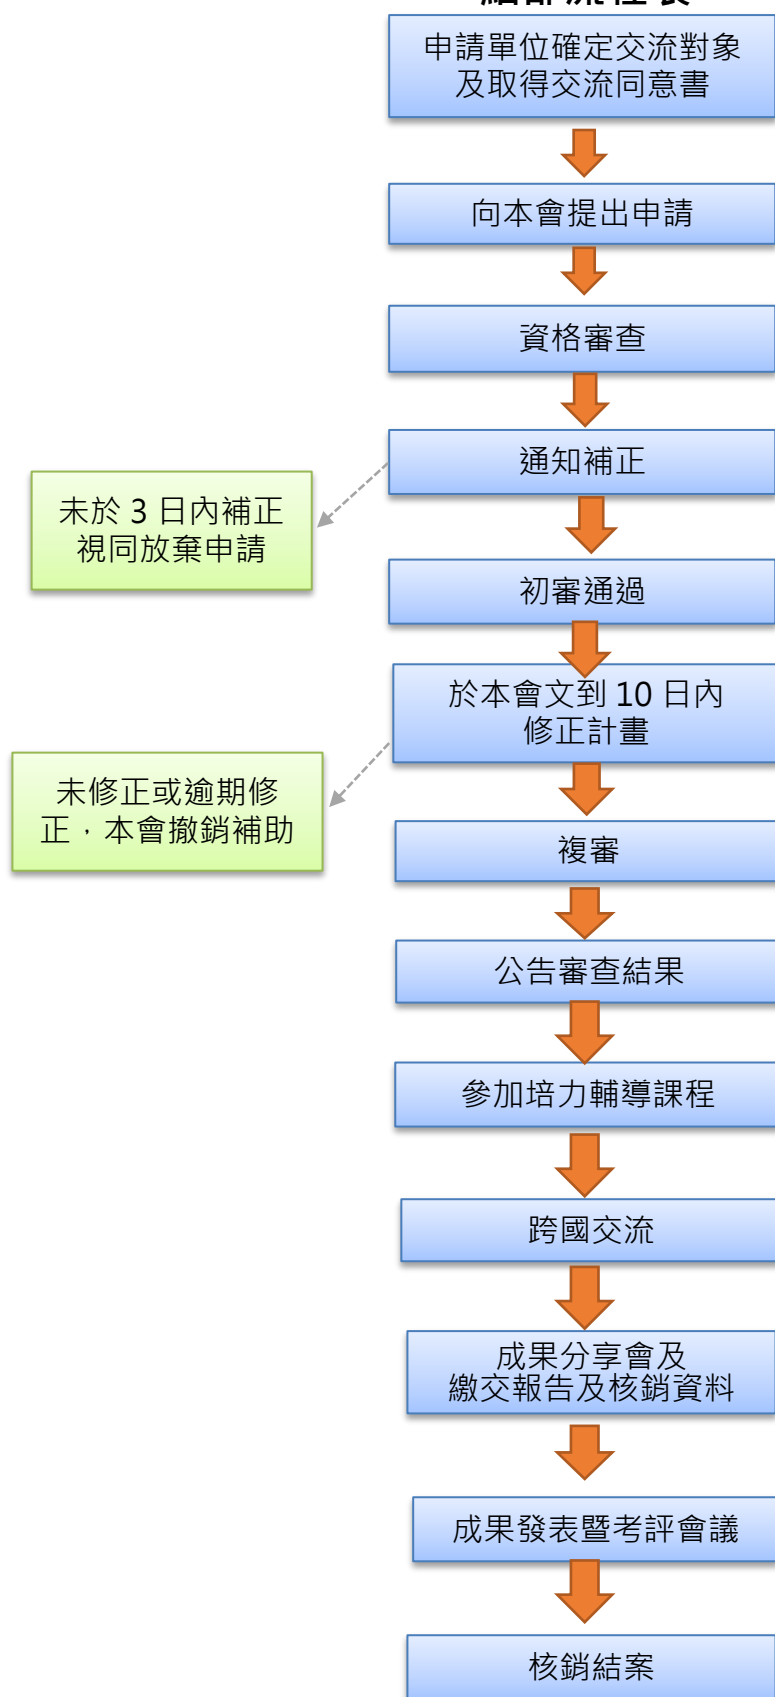 申請單位確定交流對象
及取得交流同意書
向本會提出申請
資格審查
通知補正
未於 3 日內補正
視同放棄申請
初審通過
於本會文到 10 日內
修正計畫
未修正或逾期修
正，本會撤銷補助
複審
公告審查結果
參加培力輔導課程
跨國交流
成果分享會及
繳交報告及核銷資料
成果發表暨考評會議
核銷結案